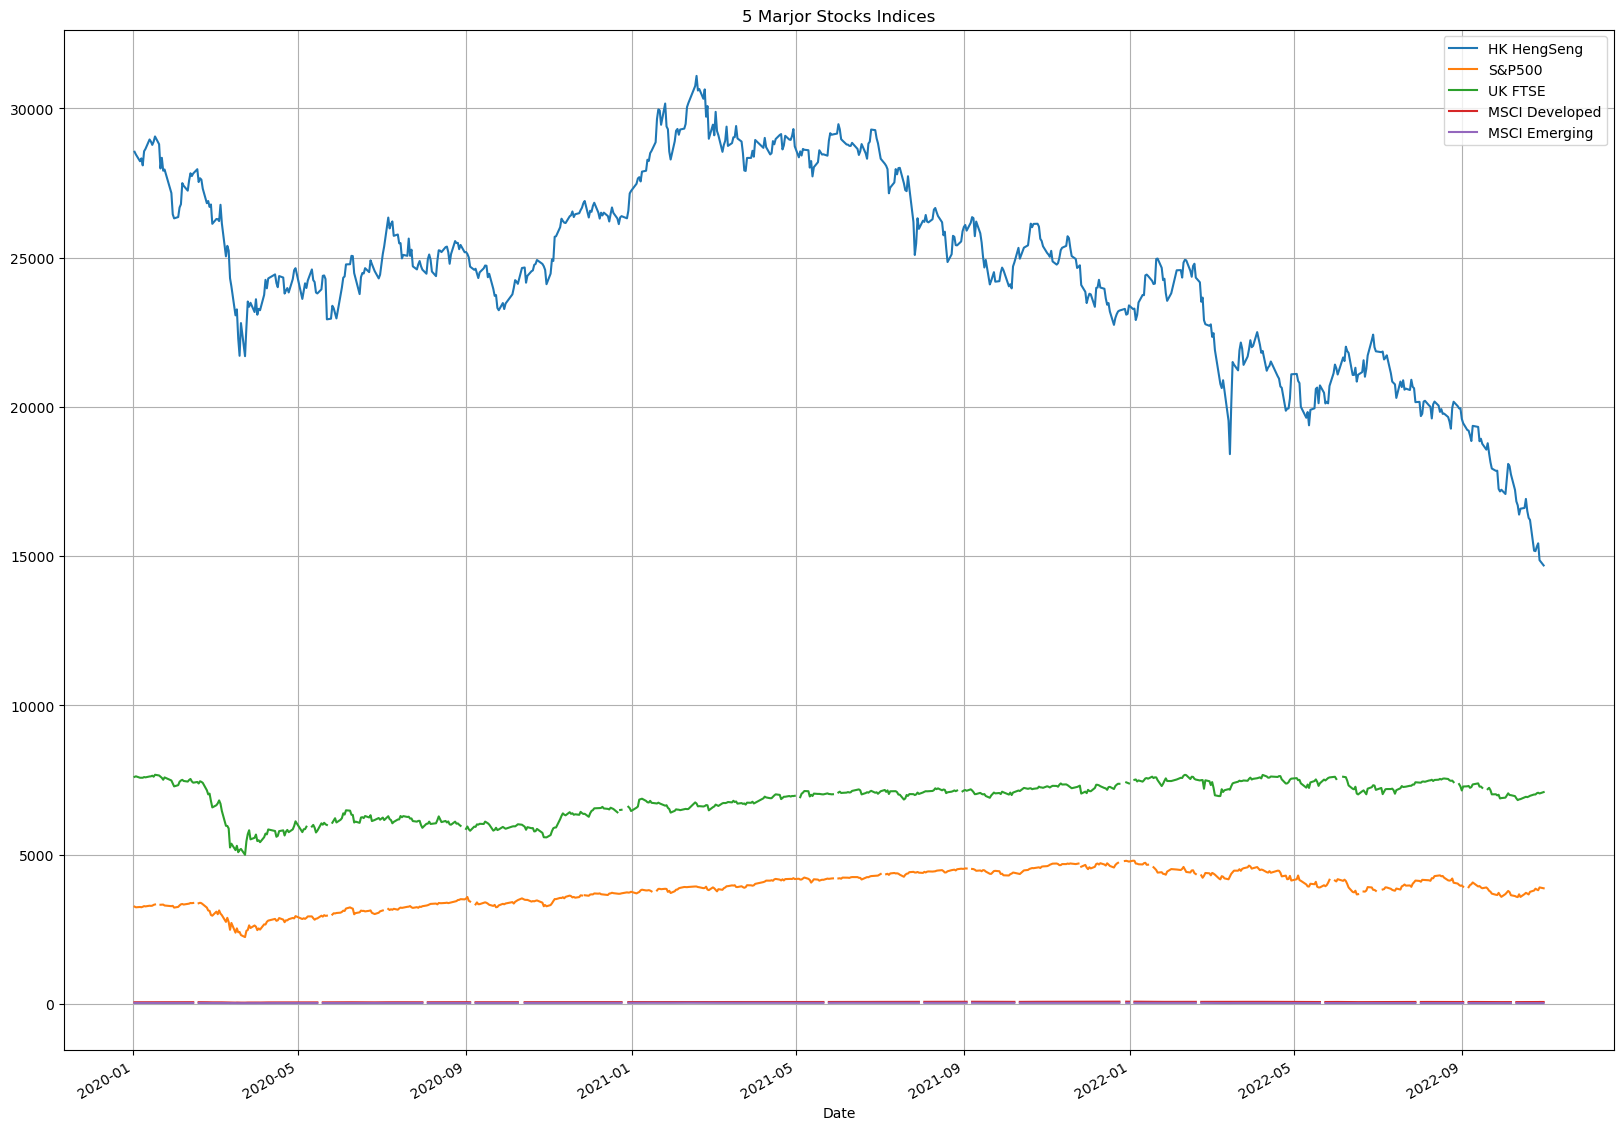 5 Marjor Stocks Indices
HK HengSeng
S&P500
UK FTSE
MSCI Developed
MSCI Emerging
30000
25000
20000
15000
10000
5000
0
2020-01
2020-05
2020-09
2021-01
2021-05
2021-09
2022-01
2022-05
2022-09
Date